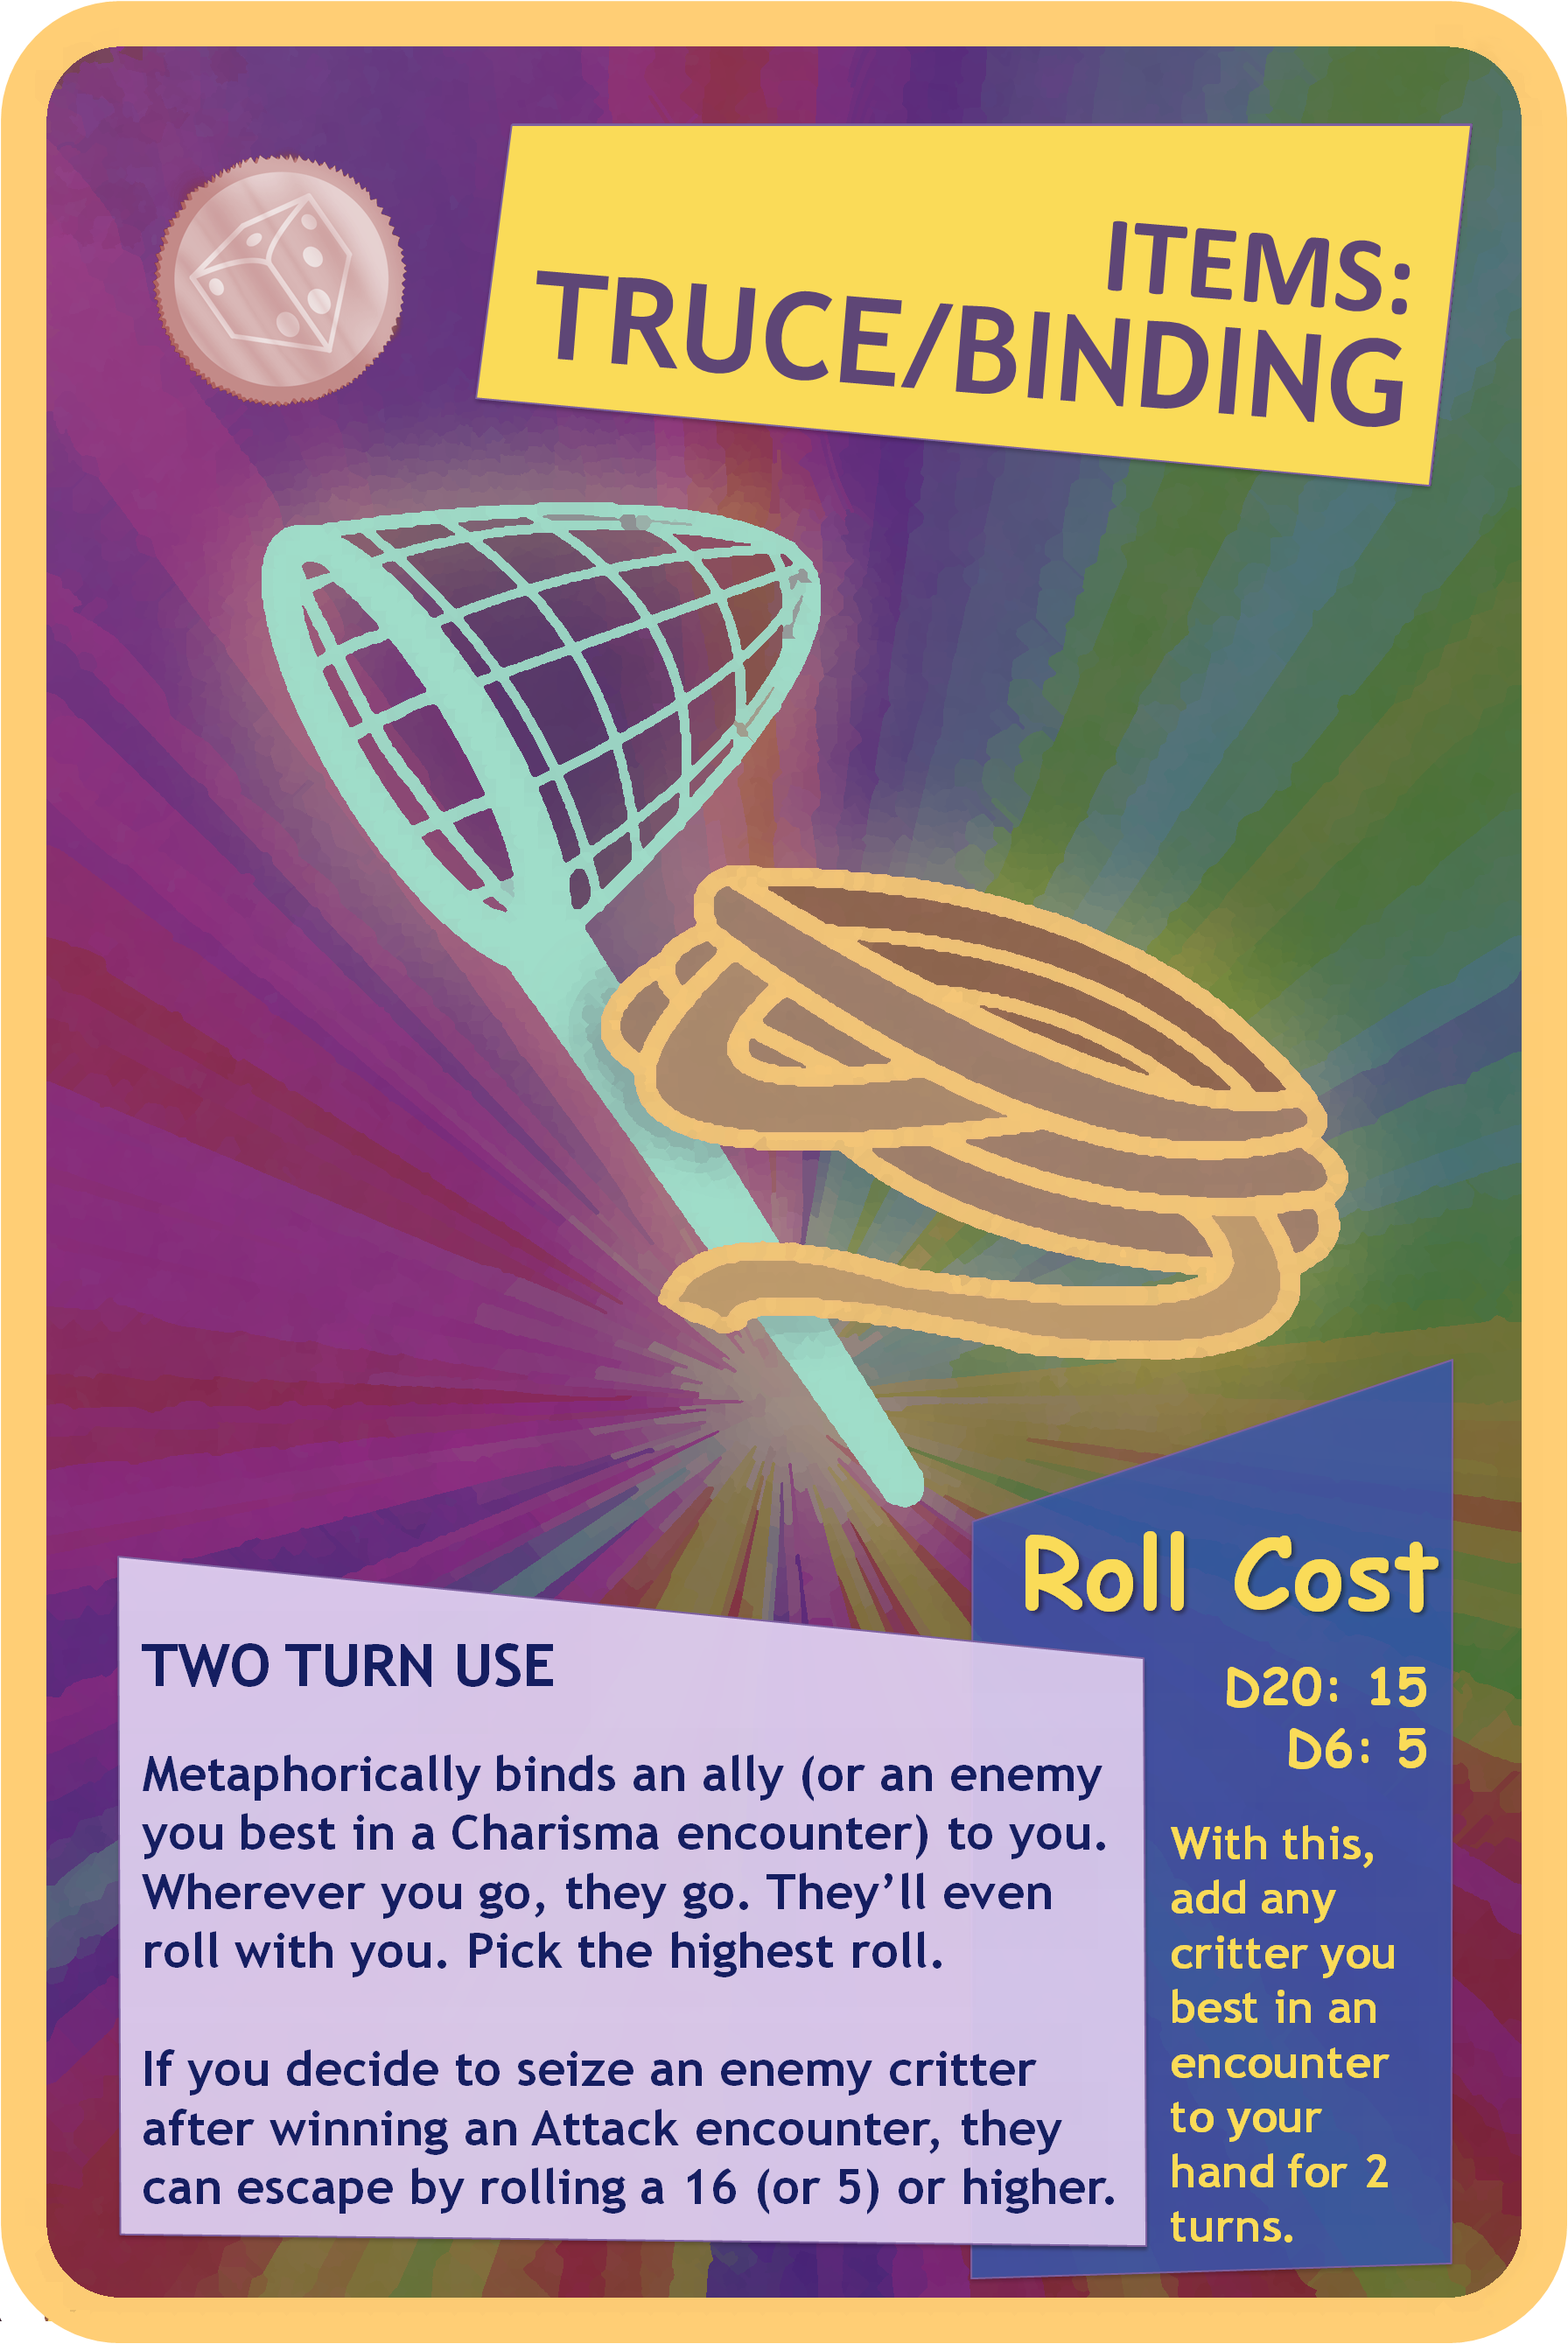 ITEMS:
TRUCE/BINDING
TWO TURN USE
Metaphorically binds an ally (or an enemy
you best in a Charisma encounter) to you.
Wherever you go, they go. They’ll even
roll with you. Pick the highest roll.
If you decide to seize an enemy critter
after winning an Attack encounter, they
can escape by rolling a 16 (or 5) or higher.
Roll Cost
D20: 15
D6: 5
With this,
add any
critter you
best in an
encounter
to your
hand for 2
turns.